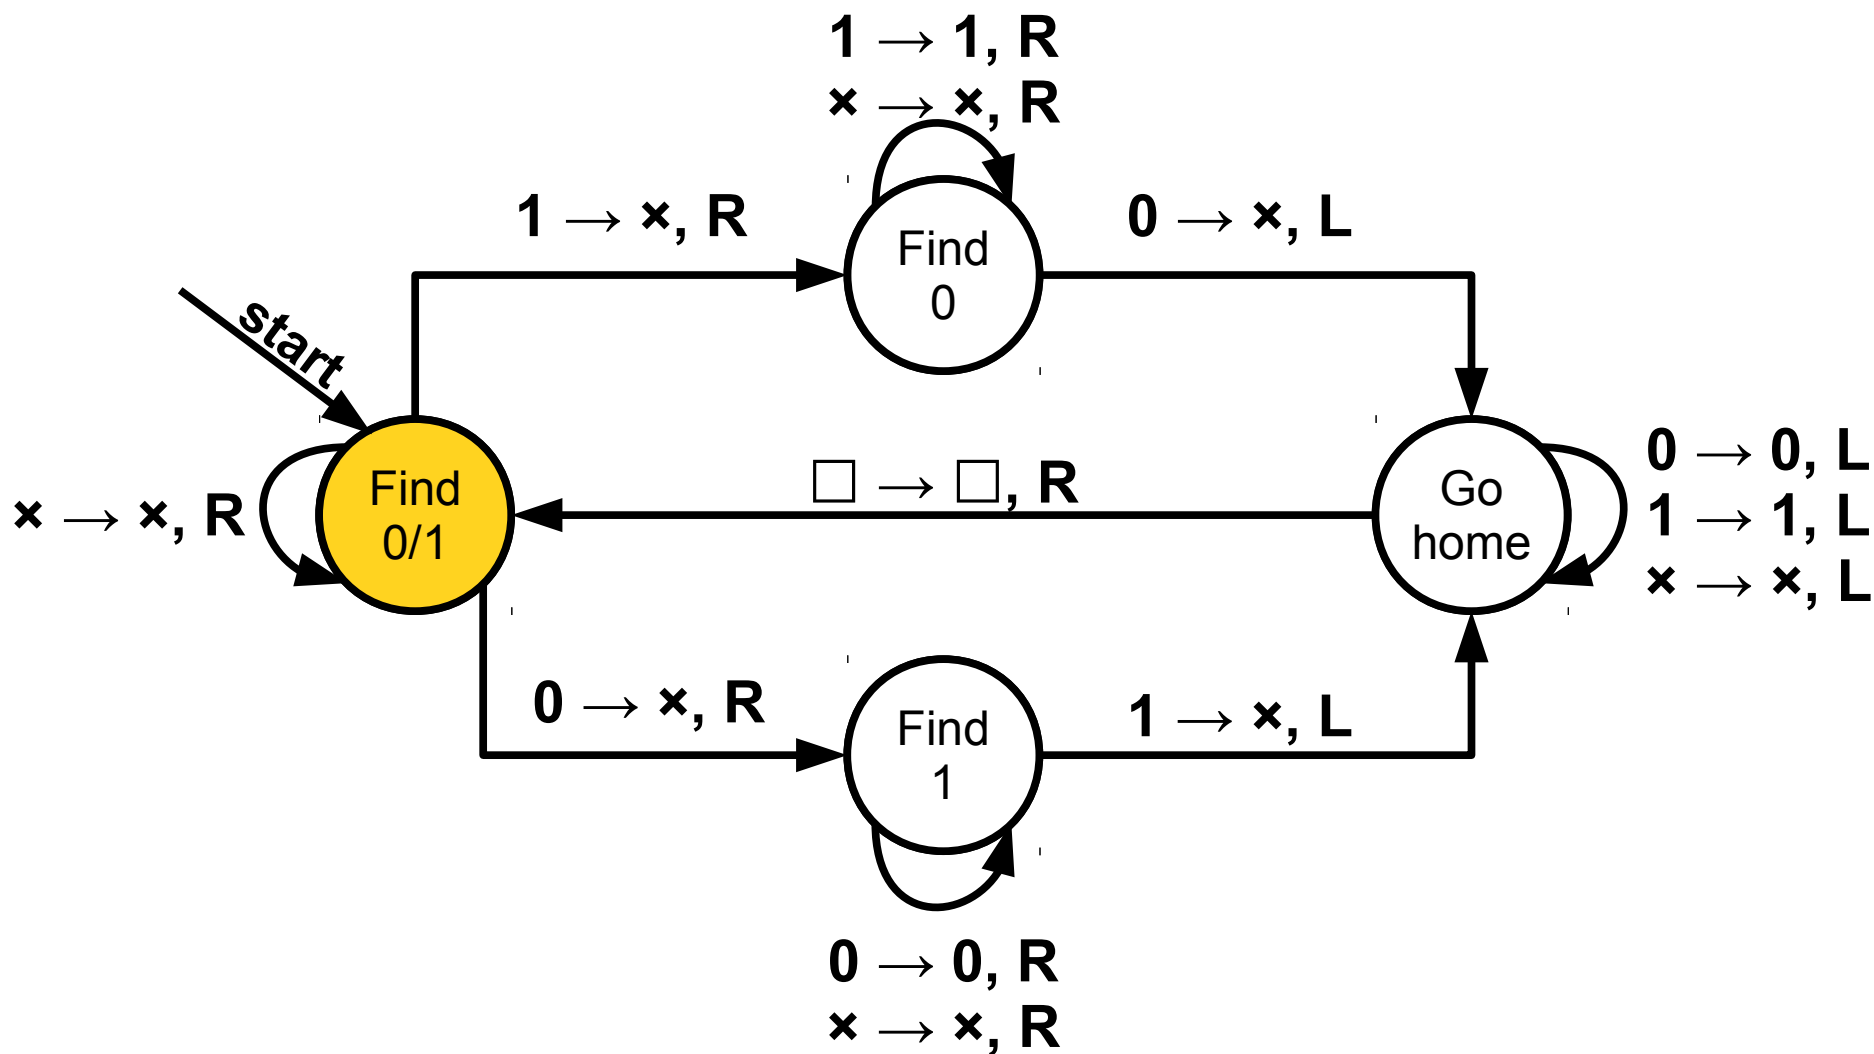 1 → 1, R
× → ×, R
1 → ×, R
Find
0
0 → ×, L
start
× → ×, R
Find
0/1
□ → □, R
Go
home
0 → 0, L
1 → 1, L
× → ×, L
0 → ×, R
Find
1
1 → ×, L
0 → 0, R
× → ×, R